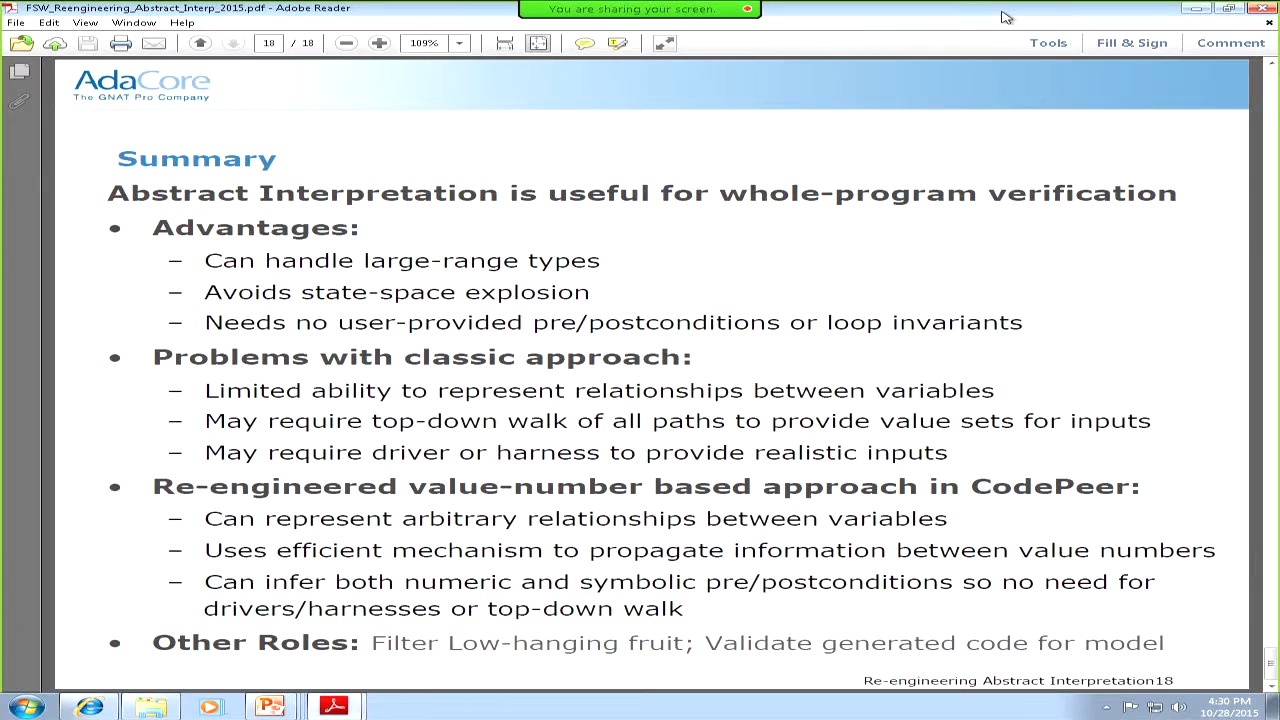 FSW_Reengineering_Abstract_Interp_2015.pdf - Adobe Reader
You are sharing your screen.
File Edit View Window Help
18 / 18
109%
Tools
Fill & Sign
Comment
AdaCore
The GNAT Pro Company
Summary
Abstract Interpretation is useful for whole-program verification
• Advantages:
– Can handle large-range types
– Avoids state-space explosion
– Needs no user-provided pre/postconditions or loop invariants
• Problems with classic approach:
– Limited ability to represent relationships between variables
– May require top-down walk of all paths to provide value sets for inputs
– May require driver or harness to provide realistic inputs
• Re-engineered value-number based approach in CodePeer:
– Can represent arbitrary relationships between variables
– Uses efficient mechanism to propagate information between value numbers
– Can infer both numeric and symbolic pre/postconditions so no need for
drivers/harnesses or top-down walk
• Other Roles: Filter Low-hanging fruit; Validate generated code for model
Re-engineering Abstract Interpretation18
4:30 PM
10/28/2015